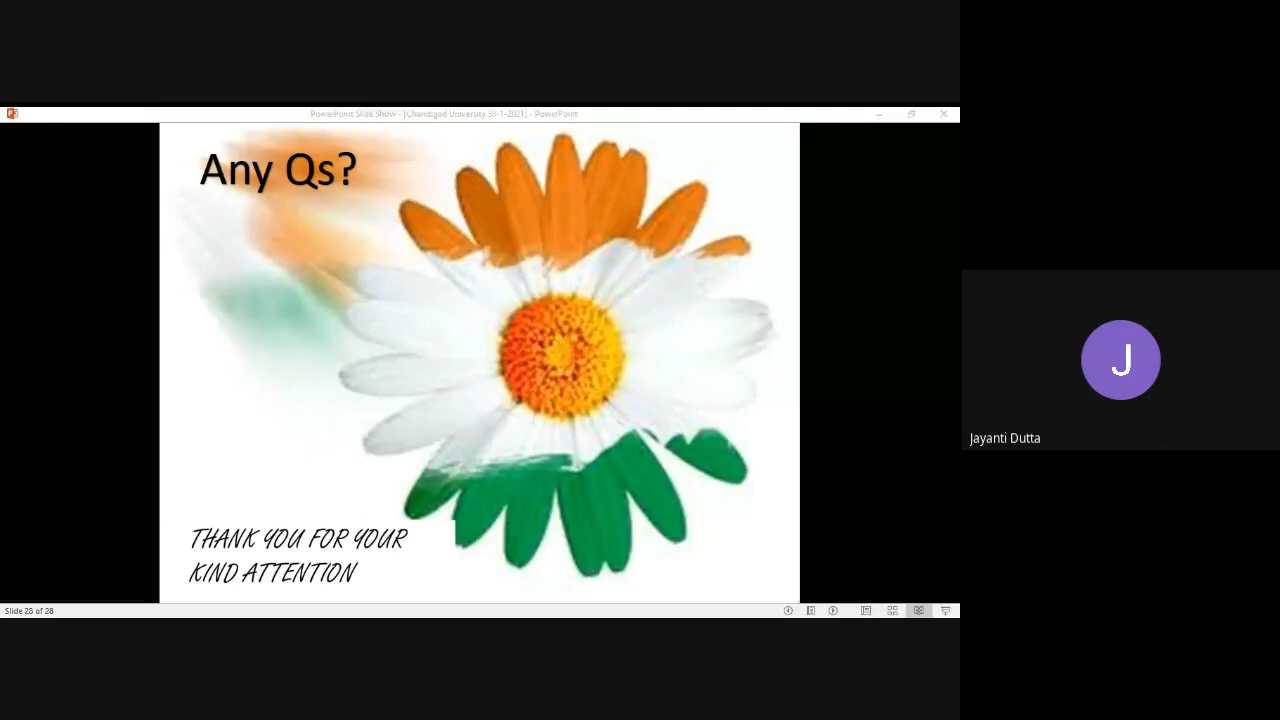 PowerPoint Slide Show - [Chandigad University 30-1-2021] - PowerPoint
Any Qs?
THANK YOU FOR YOUR
KIND ATTENTION
Slide 28 of 28
J
Jayanti Dutta